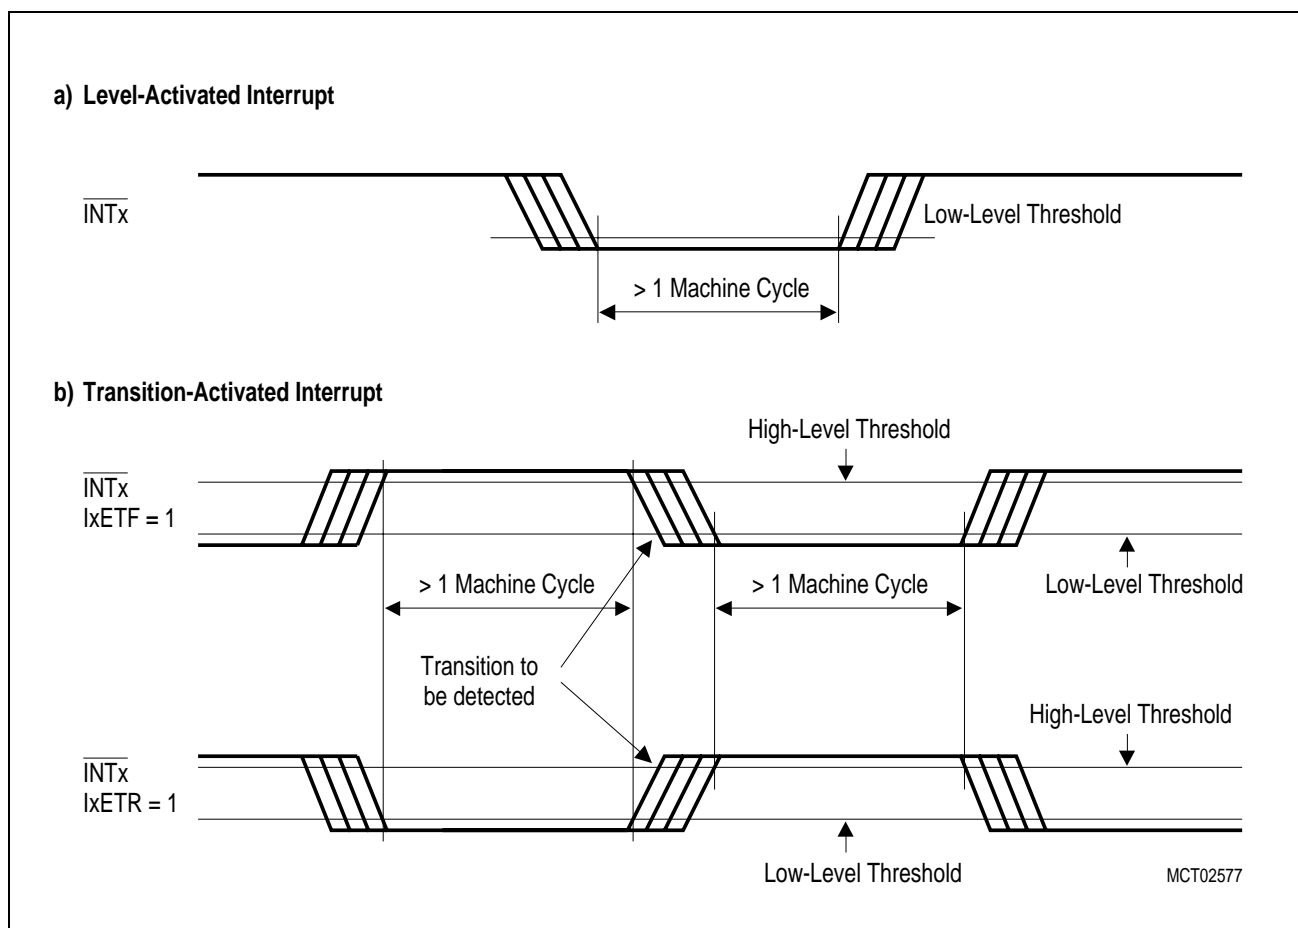 a) Level-Activated Interrupt
INTx
Low-Level Threshold
> 1 Machine Cycle
b) Transition-Activated Interrupt
High-Level Threshold
INTx
IxETF = 1
> 1 Machine Cycle
> 1 Machine Cycle
Low-Level Threshold
Transition to
be detected
High-Level Threshold
INTx
IxETR = 1
Low-Level Threshold
MCT02577